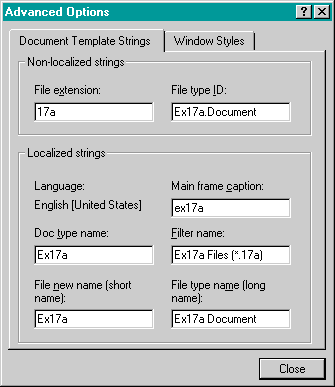 Advanced Options
Document Template Strings Window Styles
Non-localized strings
File extension: File type ID:
17a Ex17a.Document
Localized strings
Language: Main frame caption:
English [United States] ex17a
Doc type name: Filter name:
Ex17a Ex17a Files (*.17a)
File new name (short name): File type name (long name):
Ex17a Ex17a Document
Close